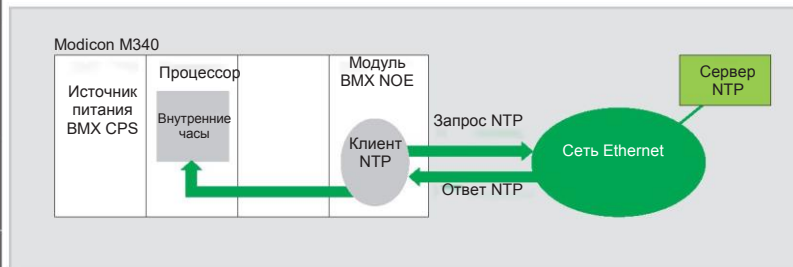 Modicon M340
Источник
питания
BMX CPS
Процессор
Внутренние
часы
Модуль
BMX NOE
Клиент
NTP
Запрос NTP
Ответ NTP
Сеть Ethernet
Сервер
NTP